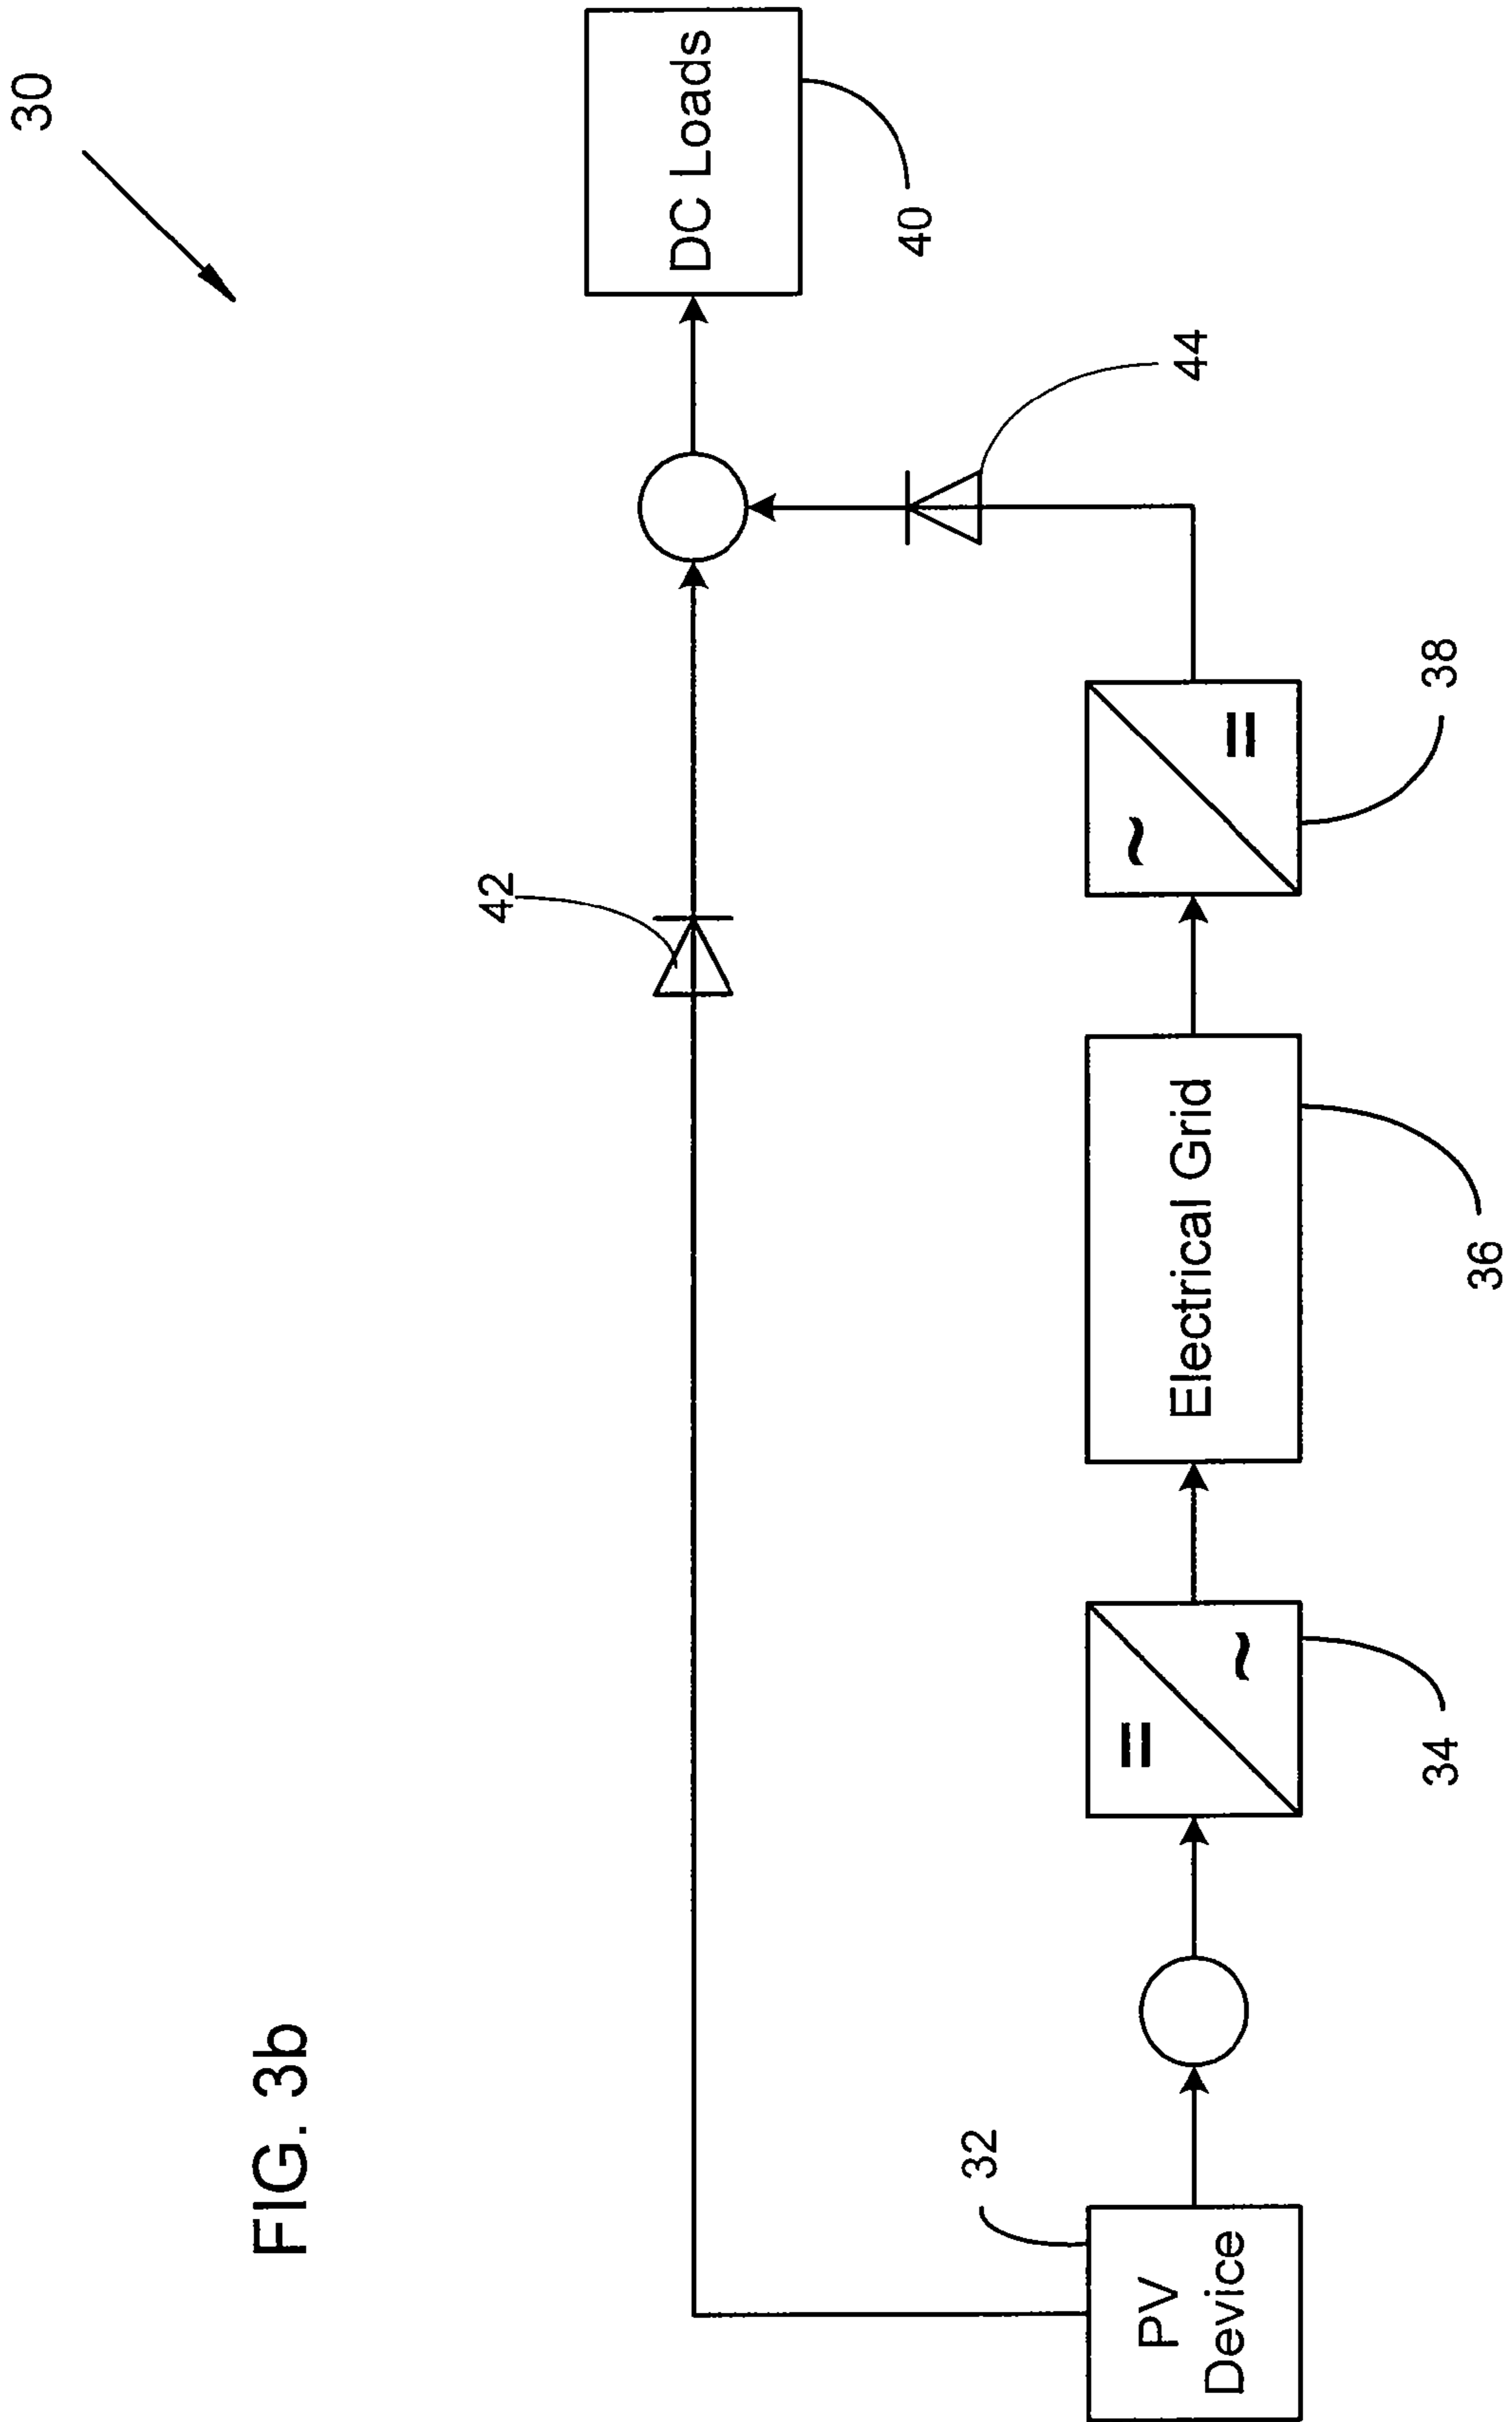 FIG. 3b
30
42
DC Loads
40
44
32
PV
Device
=
~
34
Electrical Grid
36
~
=
38